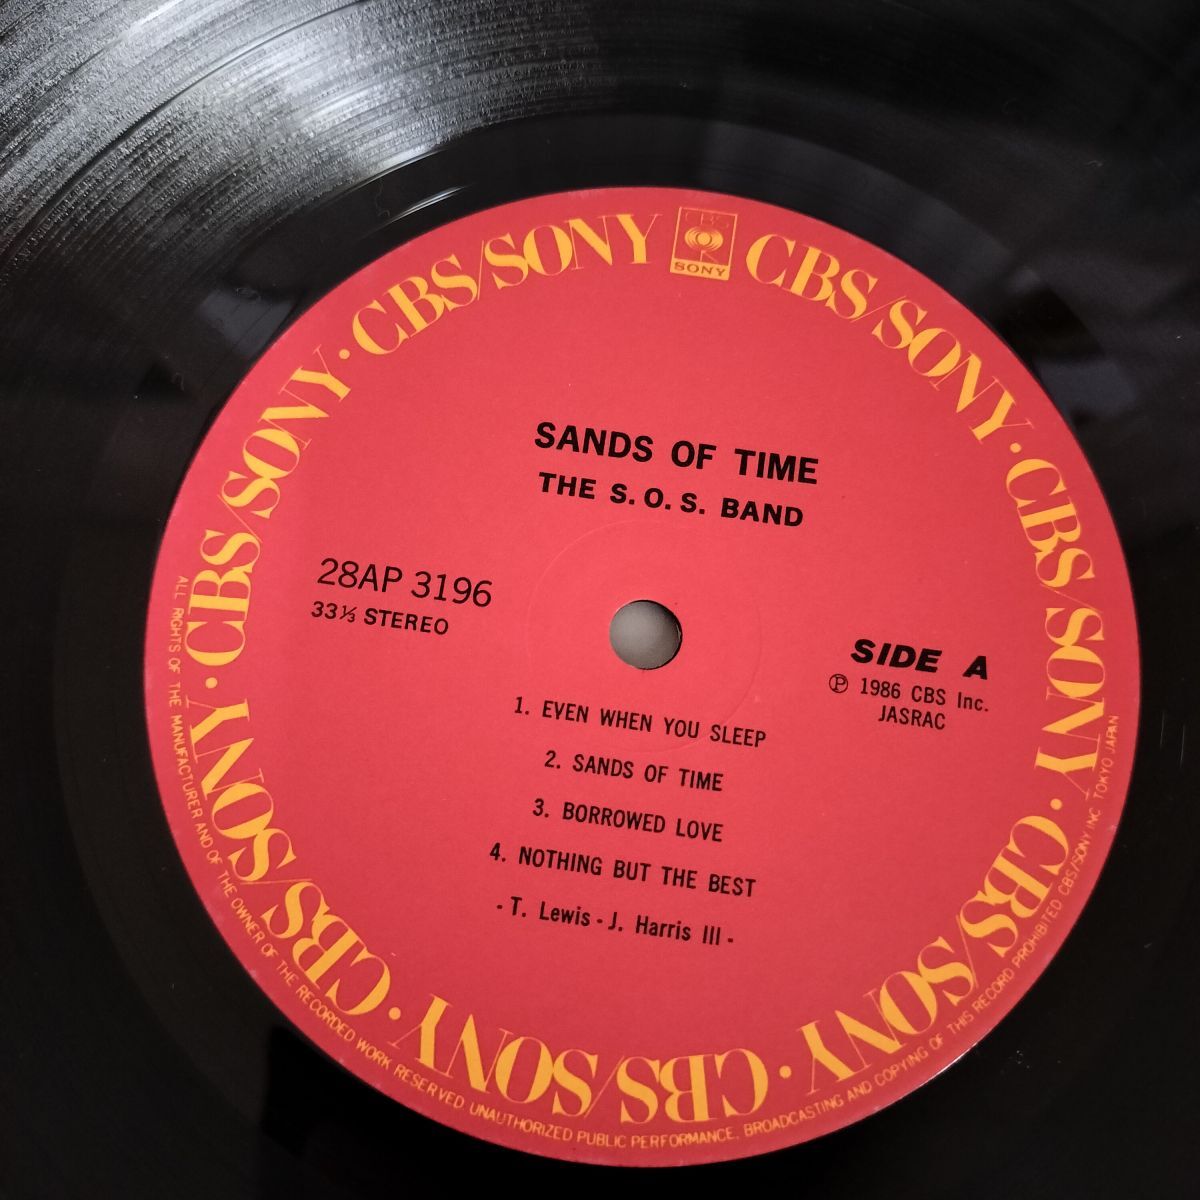 CBS
SONY
CBS/SONY · CBS/SONY · CBS/SONY · CBS/SONY · CBS/SONY · CBS/SONY · CBS/SONY · CBS/SONY
SANDS OF TIME
THE S.O.S. BAND
28AP 3196
33⅓ STEREO
SIDE A
Ⓟ 1986 CBS Inc.
JASRAC
1. EVEN WHEN YOU SLEEP
2. SANDS OF TIME
3. BORROWED LOVE
4. NOTHING BUT THE BEST
- T. Lewis - J. Harris III -
ALL RIGHTS OF THE MANUFACTURER AND OF THE OWNER OF THE RECORDED WORK RESERVED UNAUTHORIZED PUBLIC PERFORMANCE, BROADCASTING AND COPYING OF THIS RECORD PROHIBITED CBS/SONY INC TOKYO JAPAN